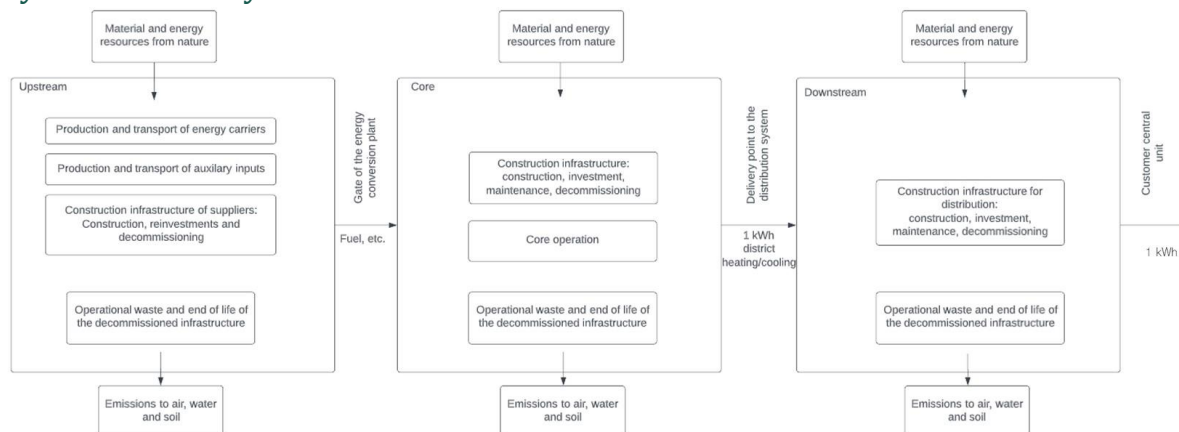 Material and energy
resources from nature
Upstream
Production and transport of energy carriers
Production and transport of auxilary inputs
Construction infrastructure of suppliers:
Construction, reinvestments and
decommissioning
Operational waste and end of life of
the decommissioned infrastructure
Emissions to air, water
and soil
Gate of the energy
conversion plant
Fuel, etc.
Material and energy
resources from nature
Core
Construction infrastructure:
construction, investment,
maintenance, decommissioning
Core operation
Operational waste and end of life of
the decommissioned infrastructure
Emissions to air, water
and soil
Delivery point to the
distribution system
1 kWh
district
heating/cooling
Material and energy
resources from nature
Downstream
Construction infrastructure for
distribution:
construction, investment,
maintenance, decommissioning
Operational waste and end of life of
the decommissioned infrastructure
Emissions to air, water
and soil
Customer central
unit
1 kWh